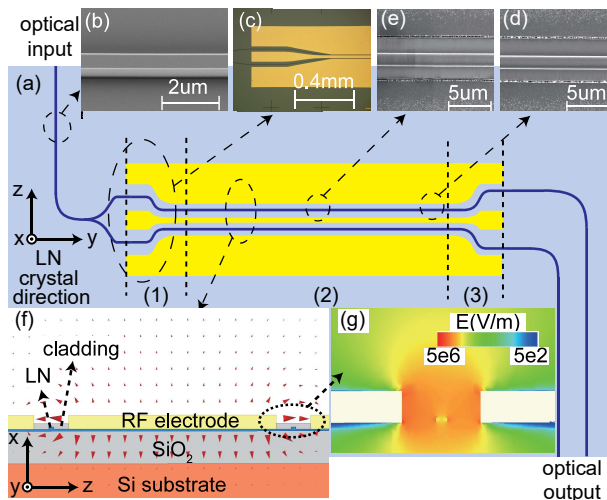 (b)
(c)
(e)
(d)
optical
input
2um
0.4mm
5um
5um
(a)
z
x
y
LN
crystal
direction
(1)
(2)
(3)
(f)
cladding
LN
RF electrode
x
SiO₂
y
z
Si substrate
(g)
E(V/m)
5e6
5e2
optical
output